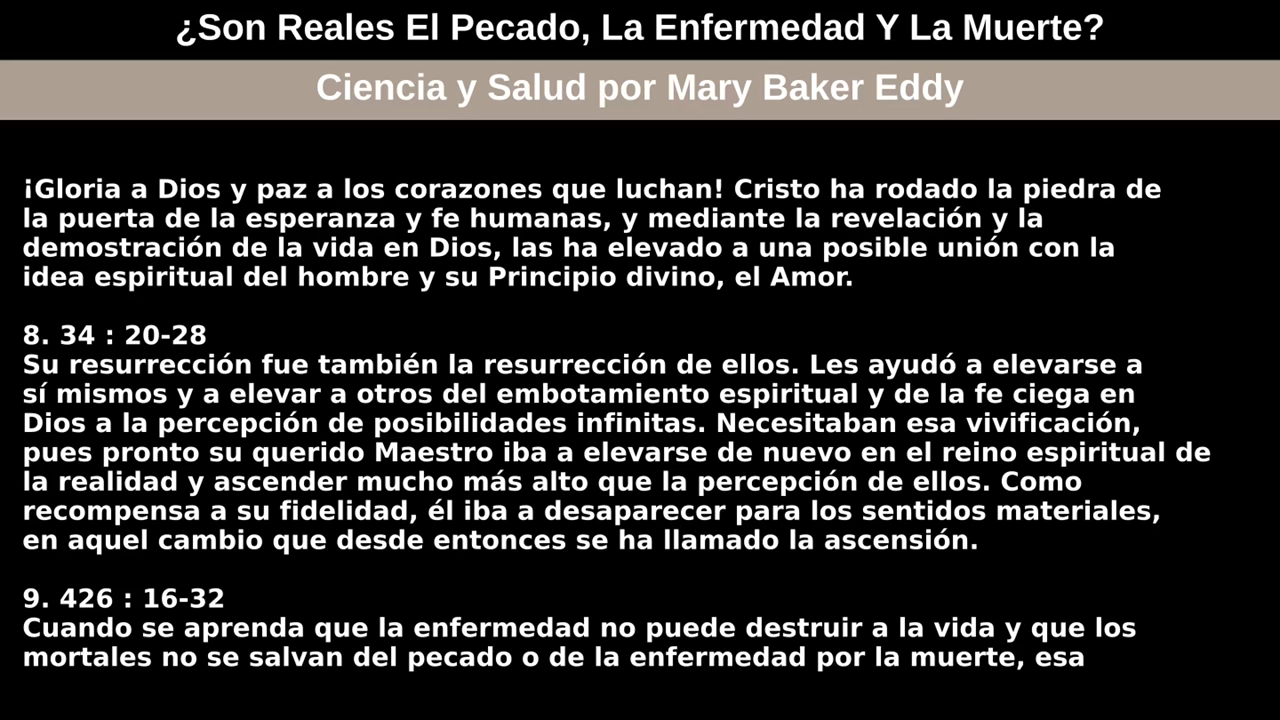 ¿Son Reales El Pecado, La Enfermedad Y La Muerte?
Ciencia y Salud por Mary Baker Eddy
¡Gloria a Dios y paz a los corazones que luchan! Cristo ha rodado la piedra de
la puerta de la esperanza y fe humanas, y mediante la revelación y la
demostración de la vida en Dios, las ha elevado a una posible unión con la
idea espiritual del hombre y su Principio divino, el Amor.
8. 34 : 20-28
Su resurrección fue también la resurrección de ellos. Les ayudó a elevarse a
sí mismos y a elevar a otros del embotamiento espiritual y de la fe ciega en
Dios a la percepción de posibilidades infinitas. Necesitaban esa vivificación,
pues pronto su querido Maestro iba a elevarse de nuevo en el reino espiritual de
la realidad y ascender mucho más alto que la percepción de ellos. Como
recompensa a su fidelidad, él iba a desaparecer para los sentidos materiales,
en aquel cambio que desde entonces se ha llamado la ascensión.
9. 426 : 16-32
Cuando se aprenda que la enfermedad no puede destruir a la vida y que los
mortales no se salvan del pecado o de la enfermedad por la muerte, esa